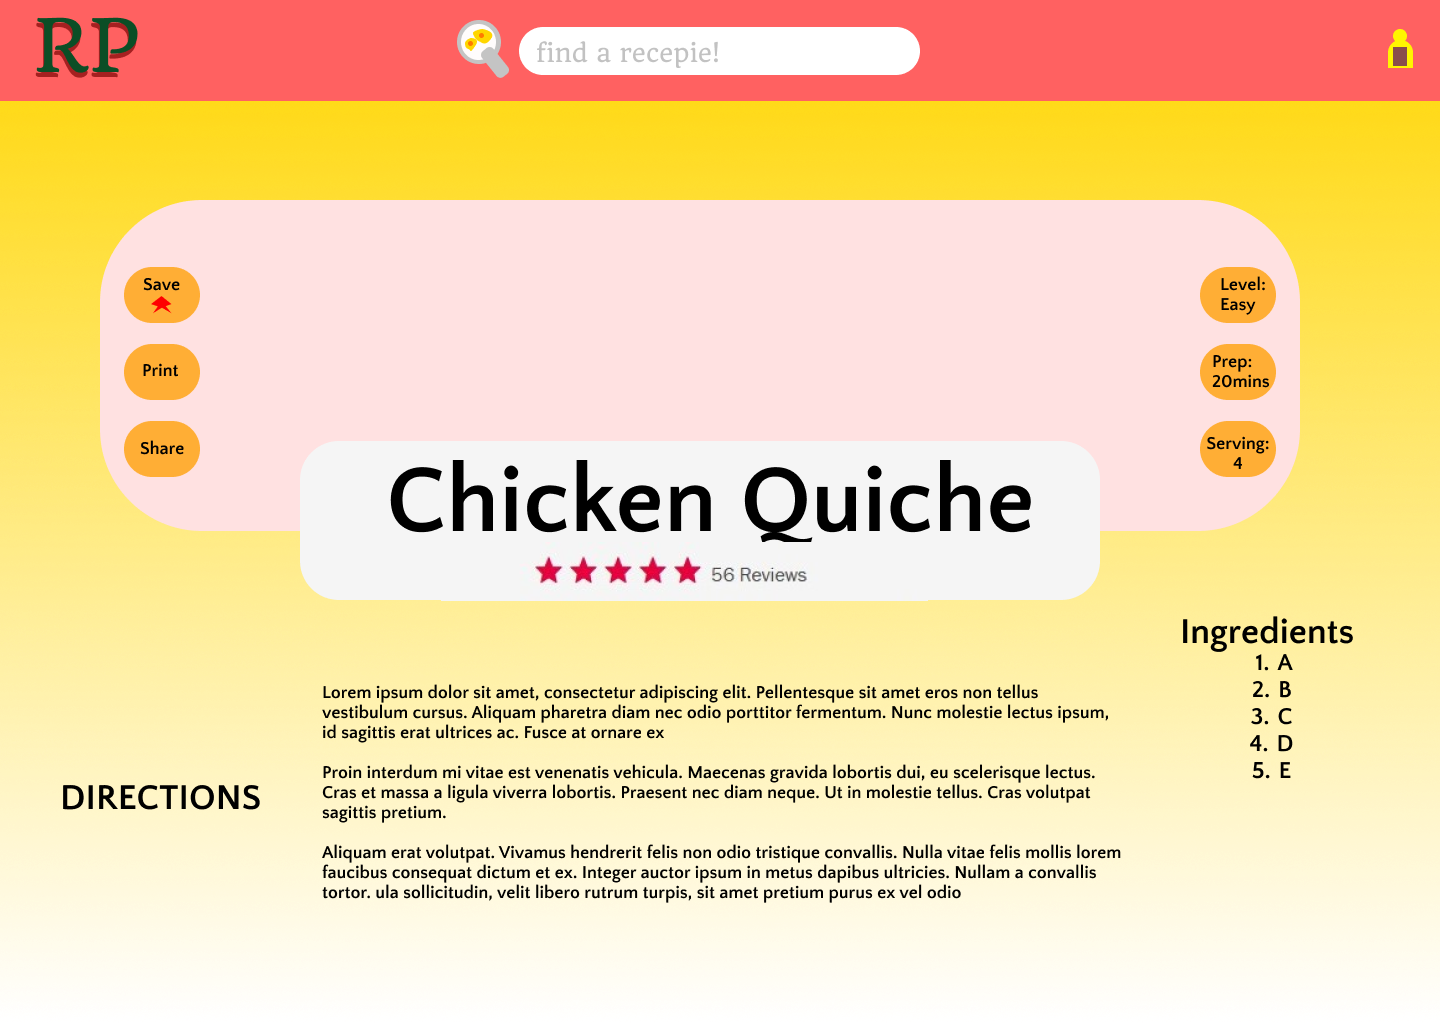 RP
find a recepie!
Save
Print
Share
Level:
Easy
Prep:
20mins
Serving:
4
Chicken Quiche
56 Reviews
Ingredients
1. A
2. B
3. C
4. D
5. E
DIRECTIONS
Lorem ipsum dolor sit amet, consectetur adipiscing elit. Pellentesque sit amet eros non tellus
vestibulum cursus. Aliquam pharetra diam nec odio porttitor fermentum. Nunc molestie lectus ipsum,
id sagittis erat ultrices ac. Fusce at ornare ex
Proin interdum mi vitae est venenatis vehicula. Maecenas gravida lobortis dui, eu scelerisque lectus.
Cras et massa a ligula viverra lobortis. Praesent nec diam neque. Ut in molestie tellus. Cras volutpat
sagittis pretium.
Aliquam erat volutpat. Vivamus hendrerit felis non odio tristique convallis. Nulla vitae felis mollis lorem
faucibus consequat dictum et ex. Integer auctor ipsum in metus dapibus ultricies. Nullam a convallis
tortor. ula sollicitudin, velit libero rutrum turpis, sit amet pretium purus ex vel odio